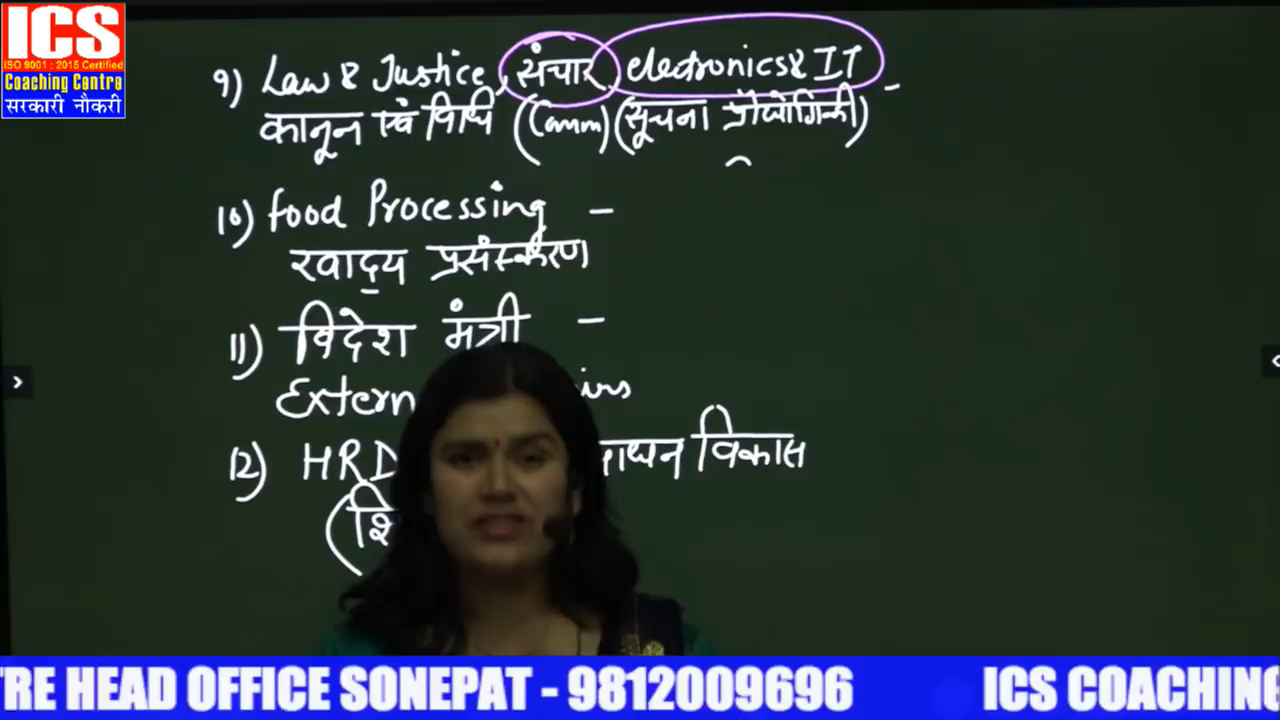 ICS
ISO 9001 : 2015 Certified
Coaching Centre
सरकारी नौकरी
9) Law & Justice, संचार, electronics & IT -
कानून एवं विधि (Comm) (सूचना प्रौयोगिकी)
10) Food Processing -
खाद्य प्रसंस्करण
11) विदेश मंत्री -
12) HRD विकास
RE HEAD OFFICE SONEPAT - 9812009696 ICS COACHING